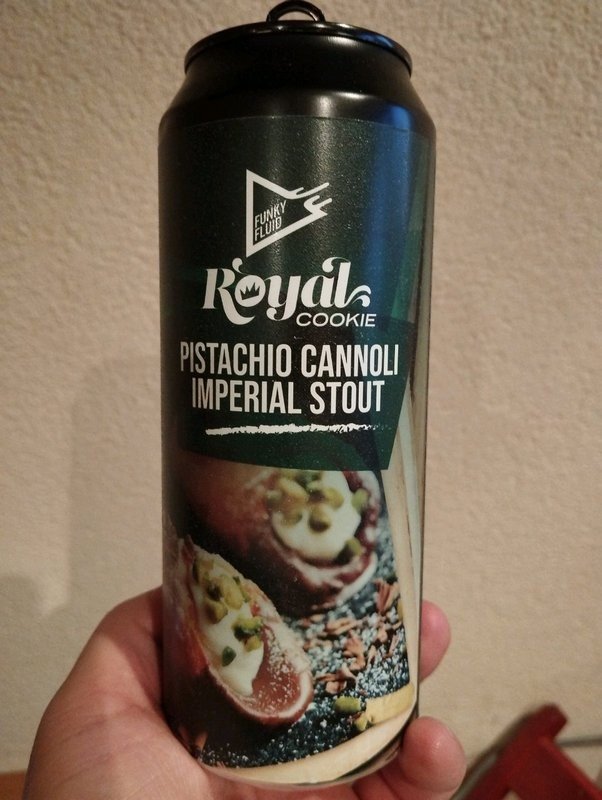 FUNKY
FLUID
Royal
COOKIE
PISTACHIO CANNOLI
IMPERIAL STOUT